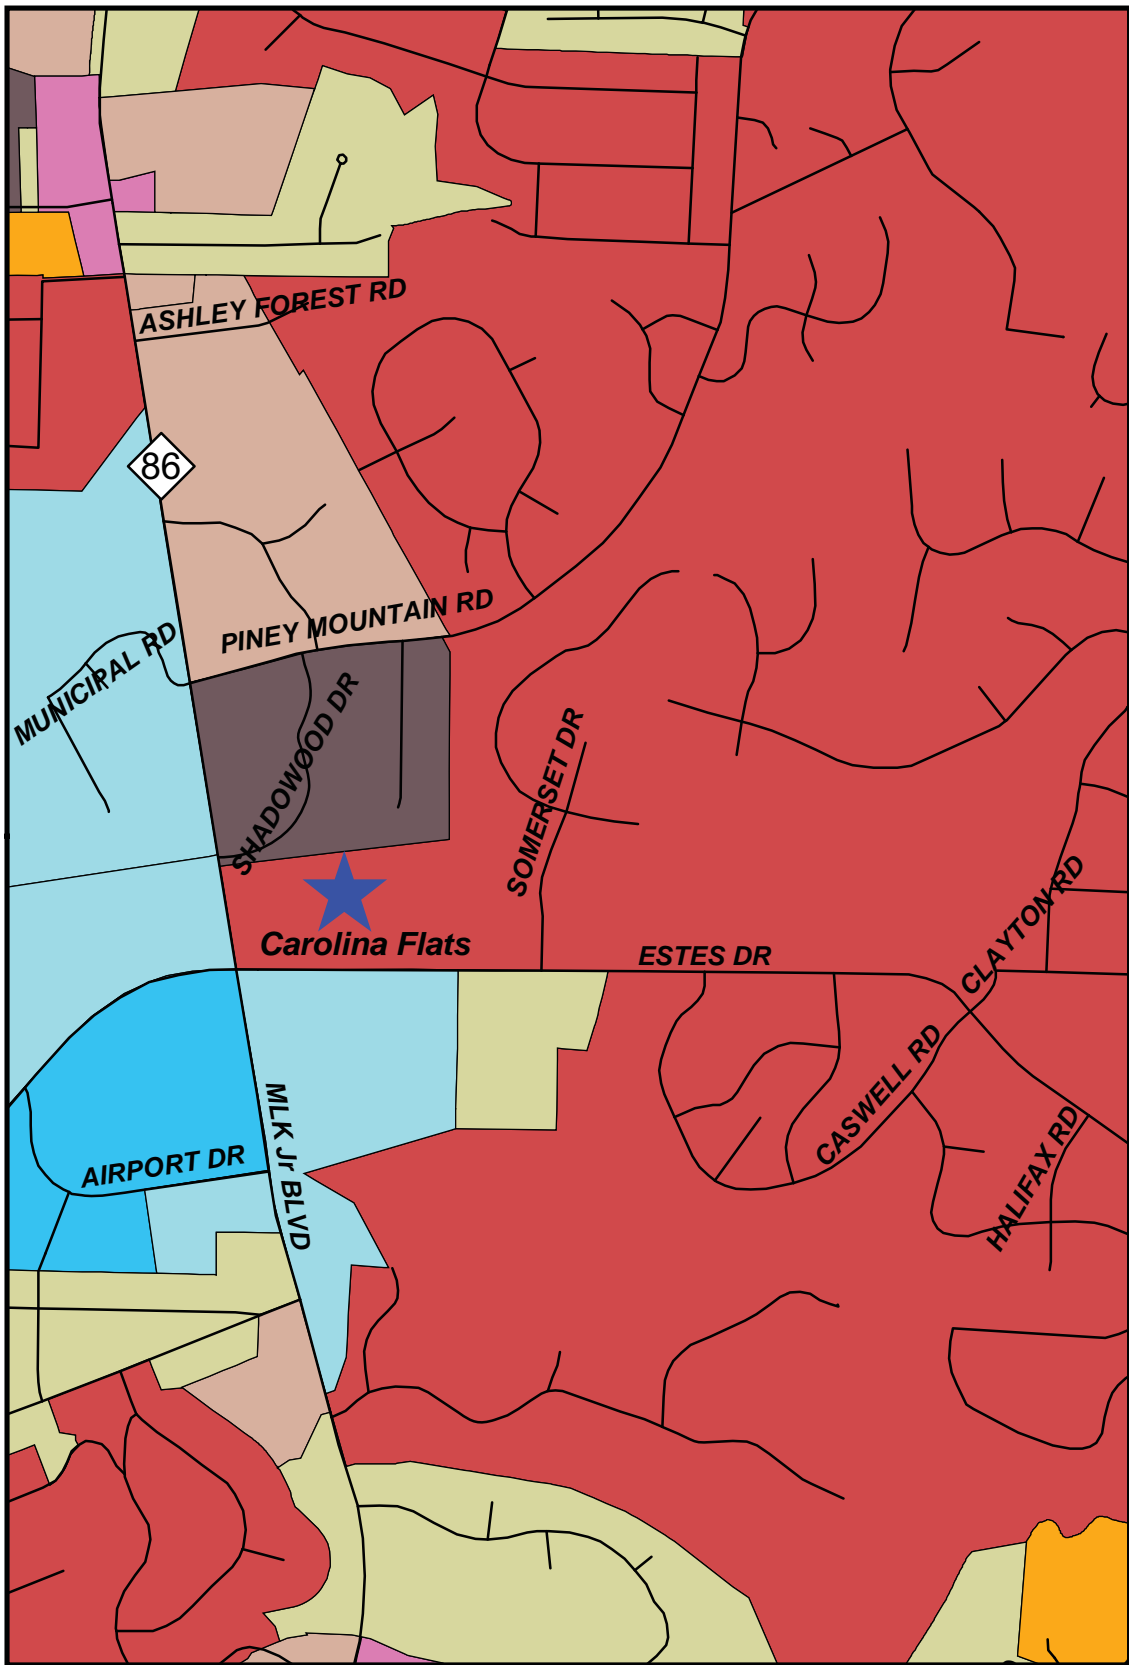 ASHLEY FOREST RD
86
PINEY MOUNTAIN RD
MUNICIPAL RD
SHADOWOOD DR
SOMERSET DR
CLAYTON RD
Carolina Flats
ESTES DR
CASWELL RD
MLK Jr BLVD
HALIFAX RD
AIRPORT DR